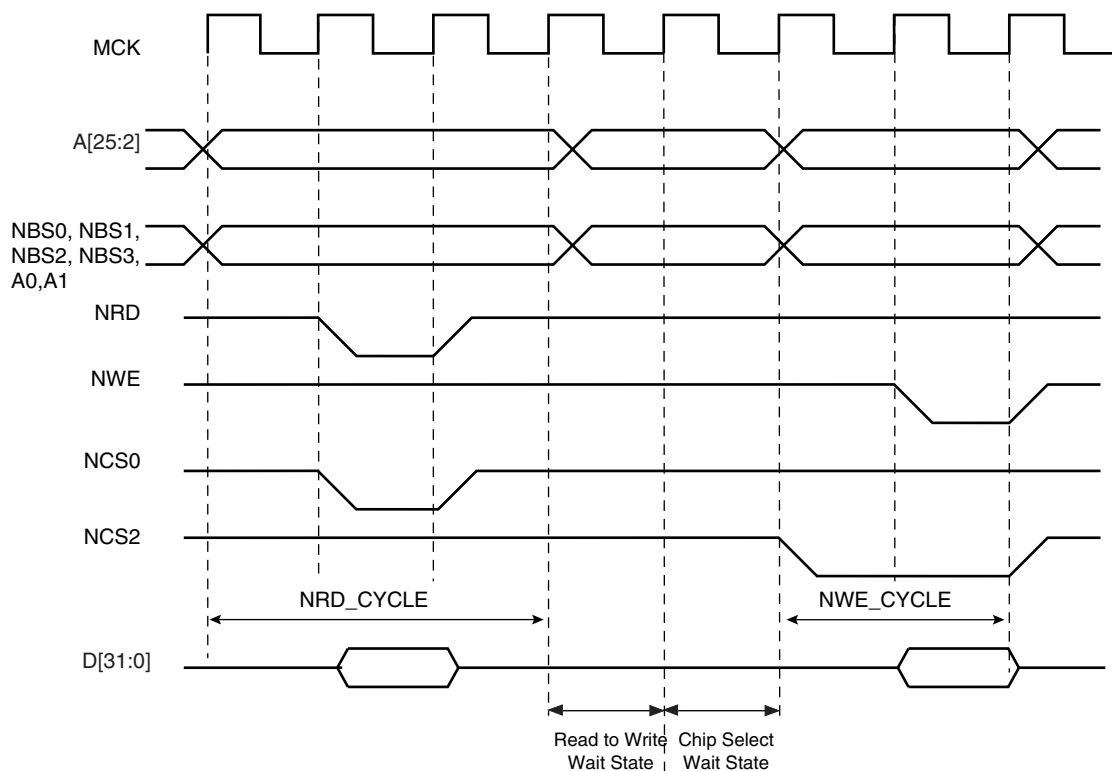 MCK
A[25:2]
NBS0, NBS1,
NBS2, NBS3,
A0,A1
NRD
NWE
NCS0
NCS2
NRD_CYCLE
NWE_CYCLE
D[31:0]
Read to Write
Wait State
Chip Select
Wait State